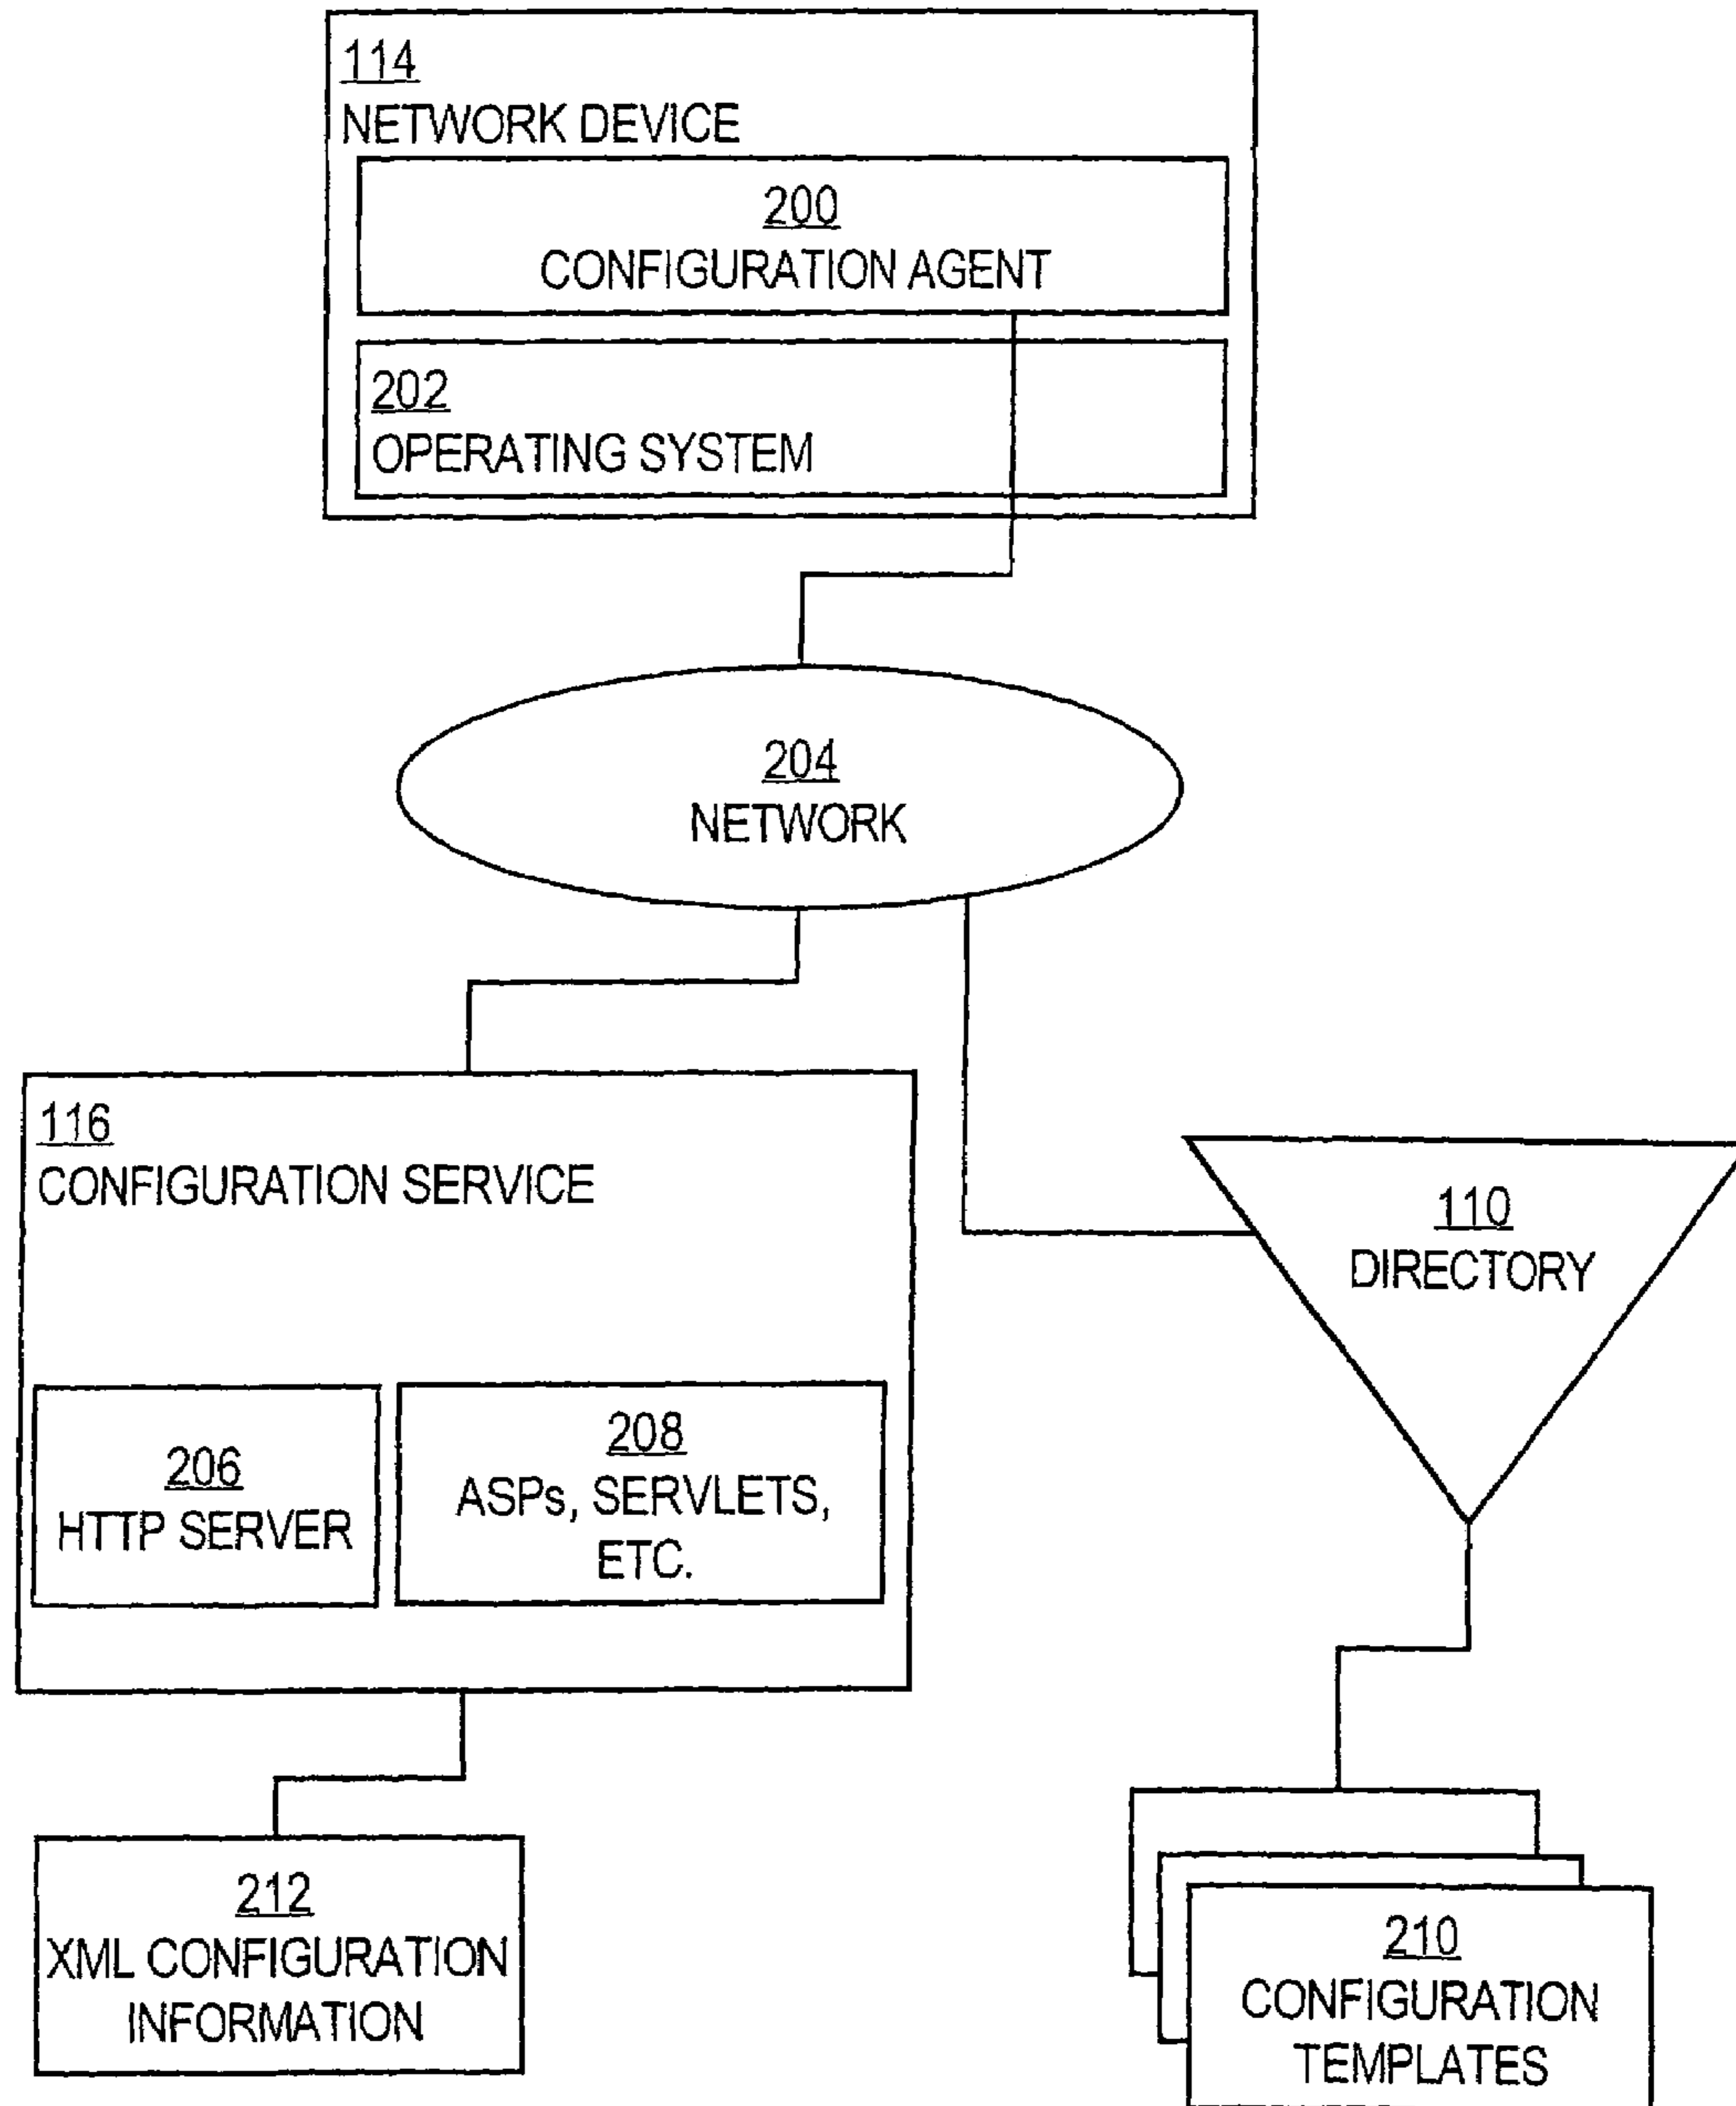 114
NETWORK DEVICE
200
CONFIGURATION AGENT
202
OPERATING SYSTEM
204
NETWORK
116
CONFIGURATION SERVICE
110
DIRECTORY
206
HTTP SERVER
208
ASPs, SERVLETS,
ETC.
212
XML CONFIGURATION
INFORMATION
210
CONFIGURATION
TEMPLATES